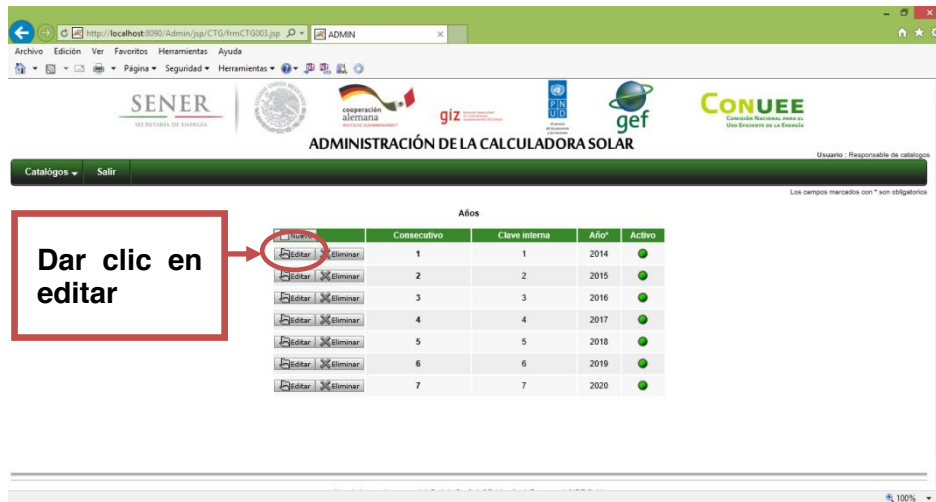 http://localhost:8090/Admin/jsp/CTG/frmCTG003.jsp
ADMIN
Archivo Edición Ver Favoritos Herramientas Ayuda
Página Seguridad Herramientas
SENER
SECRETARÍA DE ENERGÍA
cooperación
alemana
DEUTSCHE ZUSAMMENARBEIT
giz
PN
UD
gef
CONUEE
COMISIÓN NACIONAL PARA EL
USO EFICIENTE DE LA ENERGÍA
ADMINISTRACIÓN DE LA CALCULADORA SOLAR
Usuario : Responsable de catalogos
Catalógos Salir
Los campos marcados con * son obligatorios
Años
Nuevo Consecutivo Clave interna Año* Activo
Editar Eliminar 1 1 2014
Editar Eliminar 2 2 2015
Editar Eliminar 3 3 2016
Editar Eliminar 4 4 2017
Editar Eliminar 5 5 2018
Editar Eliminar 6 6 2019
Editar Eliminar 7 7 2020
Dar clic en
editar
100%